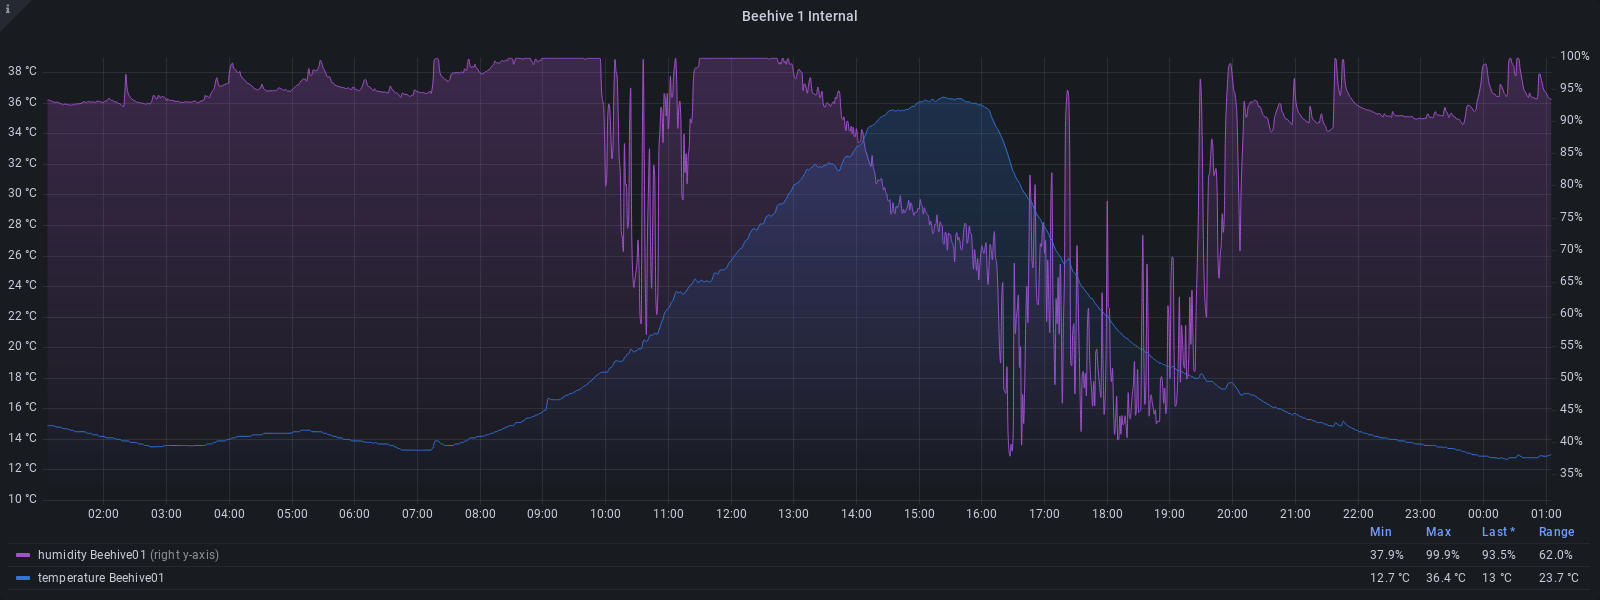 i
Beehive 1 Internal
38 °C
36 °C
34 °C
32 °C
30 °C
28 °C
26 °C
24 °C
22 °C
20 °C
18 °C
16 °C
14 °C
12 °C
10 °C
100%
95%
90%
85%
80%
75%
70%
65%
60%
55%
50%
45%
40%
35%
02:00 03:00 04:00 05:00 06:00 07:00 08:00 09:00 10:00 11:00 12:00 13:00 14:00 15:00 16:00 17:00 18:00 19:00 20:00 21:00 22:00 23:00 00:00 01:00
Min Max Last * Range
humidity Beehive01 (right y-axis) 37.9% 99.9% 93.5% 62.0%
temperature Beehive01 12.7 °C 36.4 °C 13 °C 23.7 °C